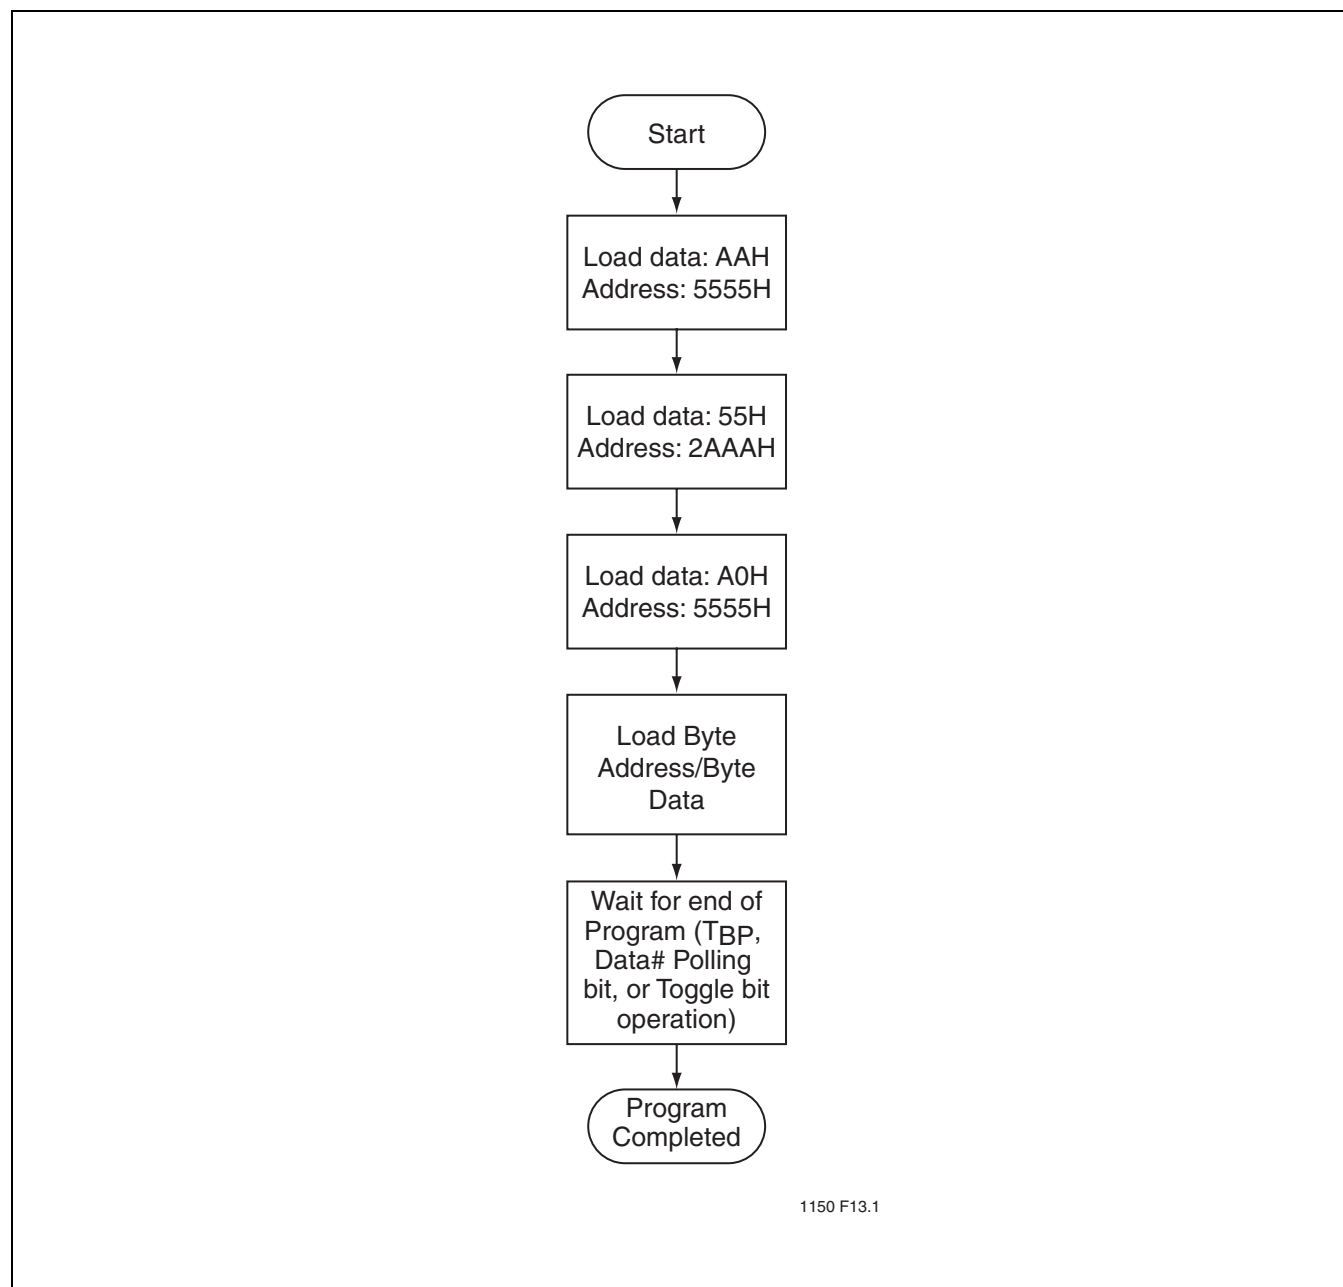 Start
Load data: AAH
Address: 5555H
Load data: 55H
Address: 2AAAH
Load data: A0H
Address: 5555H
Load Byte
Address/Byte
Data
Wait for end of
Program (TBP,
Data# Polling
bit, or Toggle bit
operation)
Program
Completed
1150 F13.1